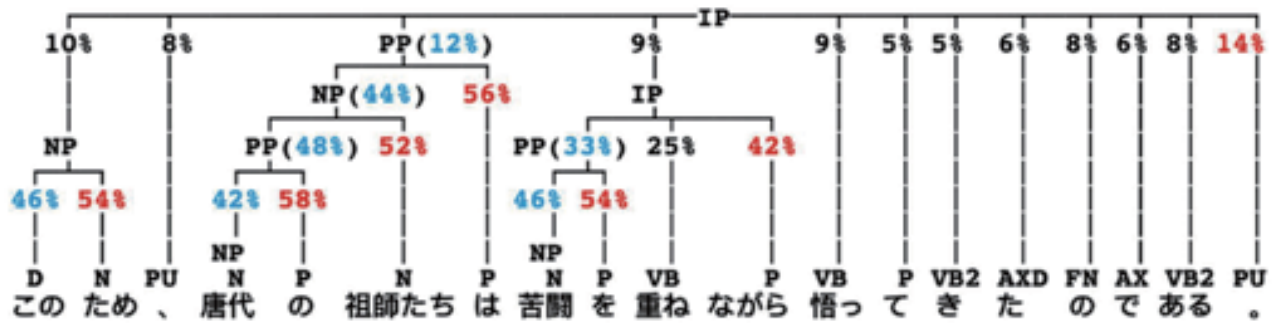 IP
10% 8% PP(12%) 9% 9% 5% 5% 6% 8% 6% 8% 14%
NP(44%) 56% IP
NP PP(48%) 52% PP(33%) 25% 42%
46% 54% 42% 58% 46% 54%
NP NP
D N PU N P N P N P VB P VB P VB2 AXD FN AX VB2 PU
このため、唐代の祖師たちは苦闘を重ねながら悟ってきたのである。